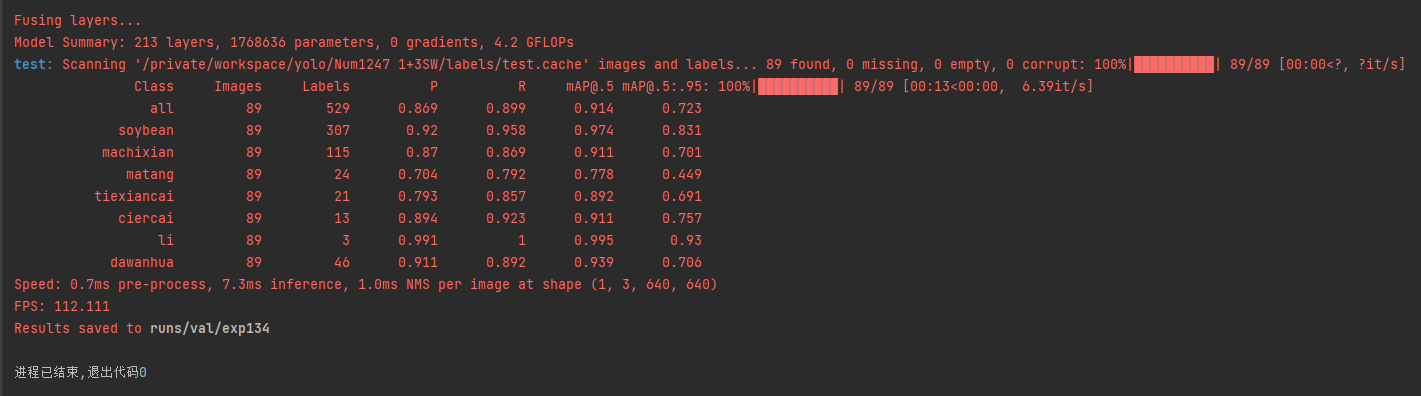 Fusing layers...
Model Summary: 213 layers, 1768636 parameters, 0 gradients, 4.2 GFLOPs
test: Scanning '/private/workspace/yolo/Num1247 1+3SW/labels/test.cache' images and labels... 89 found, 0 missing, 0 empty, 0 corrupt: 100%|██████████| 89/89 [00:00<?, ?it/s]
Class Images Labels P R mAP@.5 mAP@.5:.95: 100%|██████████| 89/89 [00:13<00:00, 6.39it/s]
all 89 529 0.869 0.899 0.914 0.723
soybean 89 307 0.92 0.958 0.974 0.831
machixian 89 115 0.87 0.869 0.911 0.701
matang 89 24 0.704 0.792 0.778 0.449
tiexiancai 89 21 0.793 0.857 0.892 0.691
ciercai 89 13 0.894 0.923 0.911 0.757
li 89 3 0.991 1 0.995 0.93
dawanhua 89 46 0.911 0.892 0.939 0.706
Speed: 0.7ms pre-process, 7.3ms inference, 1.0ms NMS per image at shape (1, 3, 640, 640)
FPS: 112.111
Results saved to runs/val/exp134
进程已结束,退出代码0